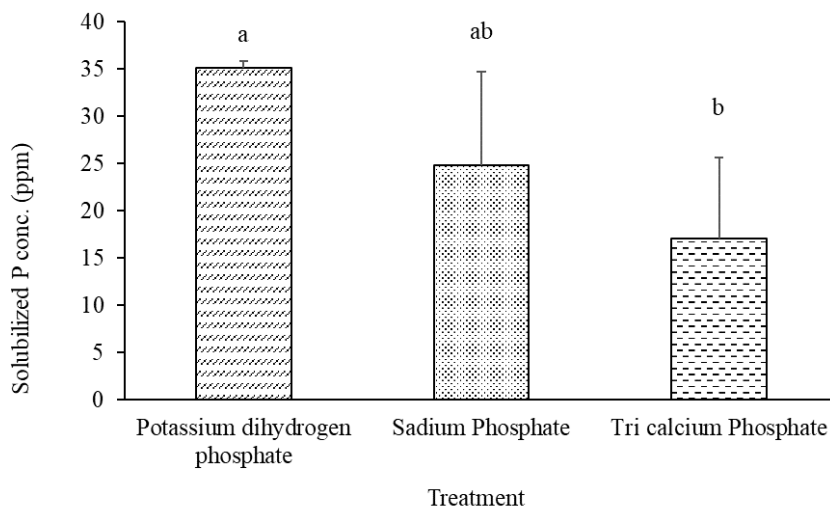 40
35
30
25
20
15
10
5
0
Solubilized P conc. (ppm)
a
ab
b
Potassium dihydrogen
phosphate
Sadium Phosphate
Tri calcium Phosphate
Treatment